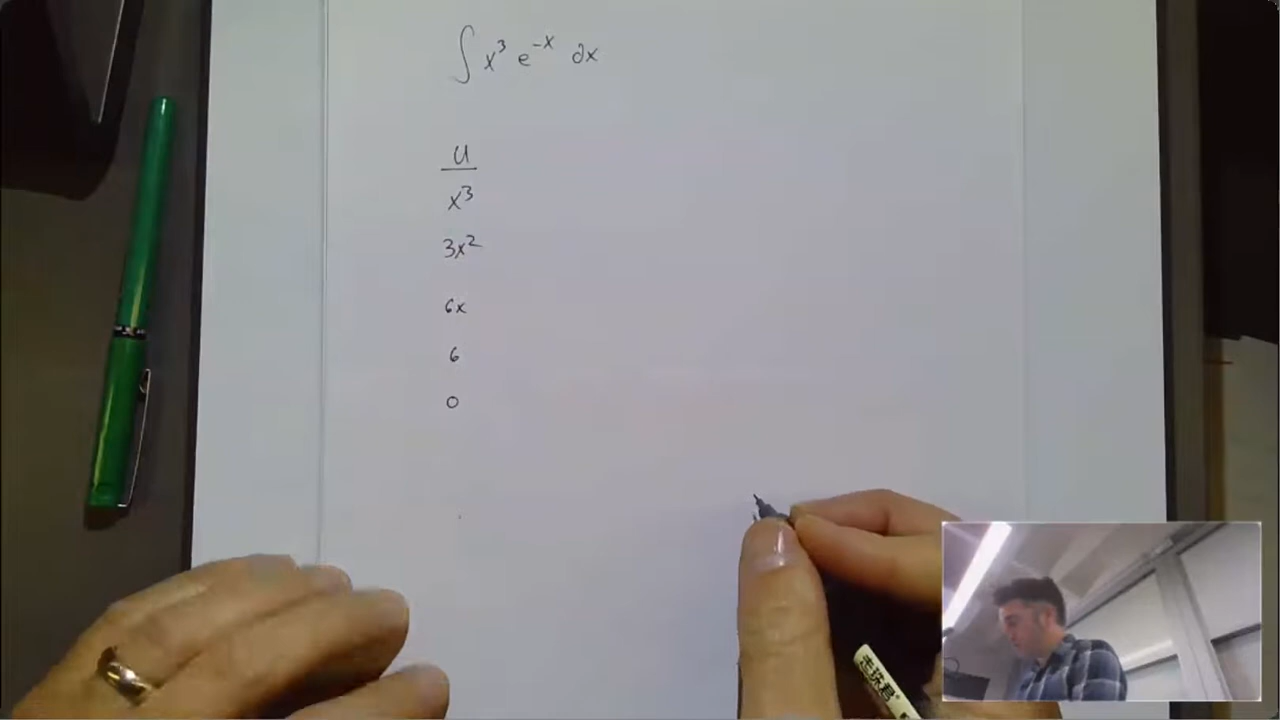 ∫ x³ e⁻ˣ dx
u
x³
3x²
6x
6
0